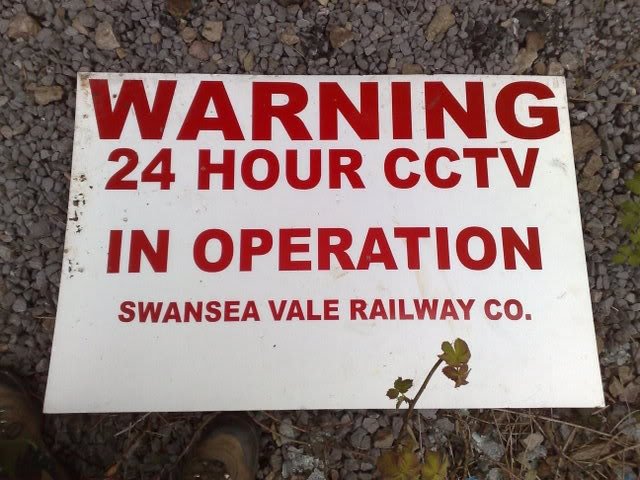 WARNING
24 HOUR CCTV
IN OPERATION
SWANSEA VALE RAILWAY CO.